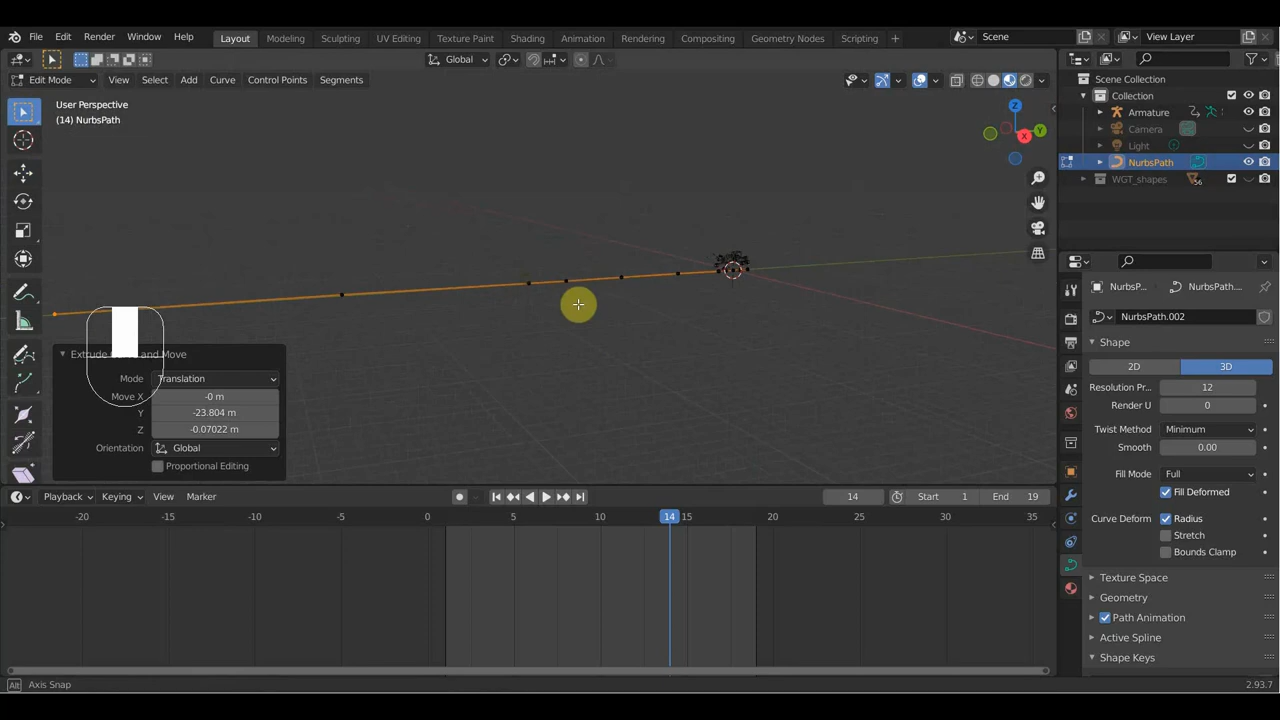 File Edit Render Window Help Layout Modeling Sculpting UV Editing Texture Paint Shading Animation Rendering Compositing Geometry Nodes Scripting + Scene View Layer
Global
Edit Mode View Select Add Curve Control Points Segments
User Perspective
(14) NurbsPath
Z
Y
X
Scene Collection
Collection
Armature
Camera
Light
NurbsPath
WGT_shapes 56
NurbsP... NurbsPath....
NurbsPath.002
Shape
2D 3D
Resolution Pr... 12
Render U 0
Twist Method Minimum
Smooth 0.00
Fill Mode Full
Fill Deformed
Curve Deform Radius
Stretch
Bounds Clamp
Texture Space
Geometry
Path Animation
Active Spline
Shape Keys
and Move
Mode Translation
Move X -0 m
Y -23.804 m
Z -0.07022 m
Orientation Global
Proportional Editing
Playback Keying View Marker 14 Start 1 End 19
-20 -15 -10 -5 0 5 10 14 15 20 25 30 35
Alt Axis Snap 2.93.7